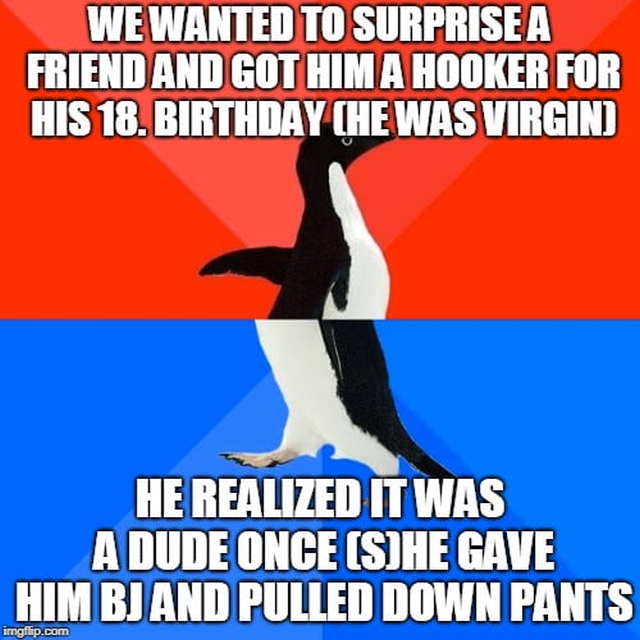 WE WANTED TO SURPRISE A
FRIEND AND GOT HIM A HOOKER FOR
HIS 18. BIRTHDAY (HE WAS VIRGIN)
HE REALIZED IT WAS
A DUDE ONCE (S)HE GAVE
HIM BJ AND PULLED DOWN PANTS
imgflip.com